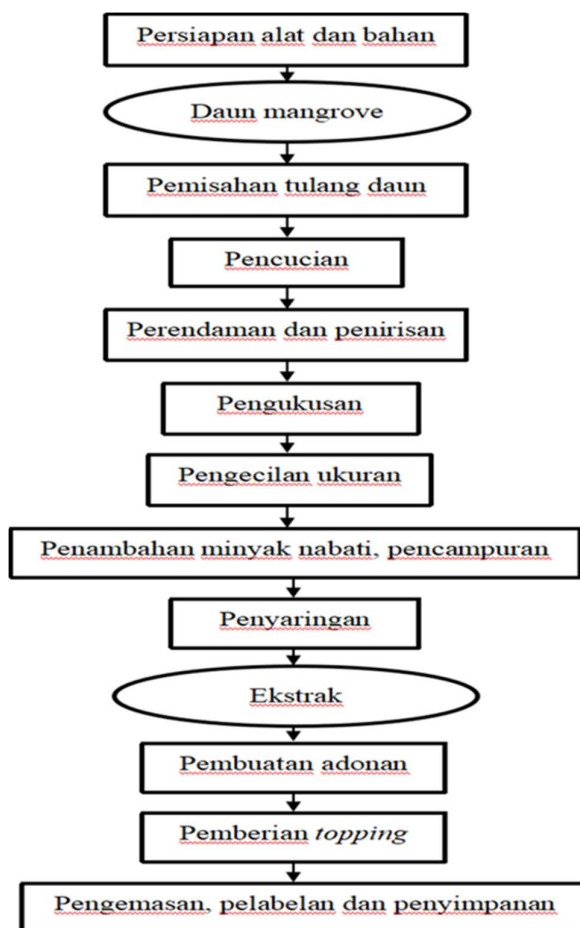 Persiapan alat dan bahan
Daun mangrove
Pemisahan tulang daun
Pencucian
Perendaman dan penirisan
Pengukusan
Pengecilan ukuran
Penambahan minyak nabati, pencampuran
Penyaringan
Ekstrak
Pembuatan adonan
Pemberian topping
Pengemasan, pelabelan dan penyimpanan